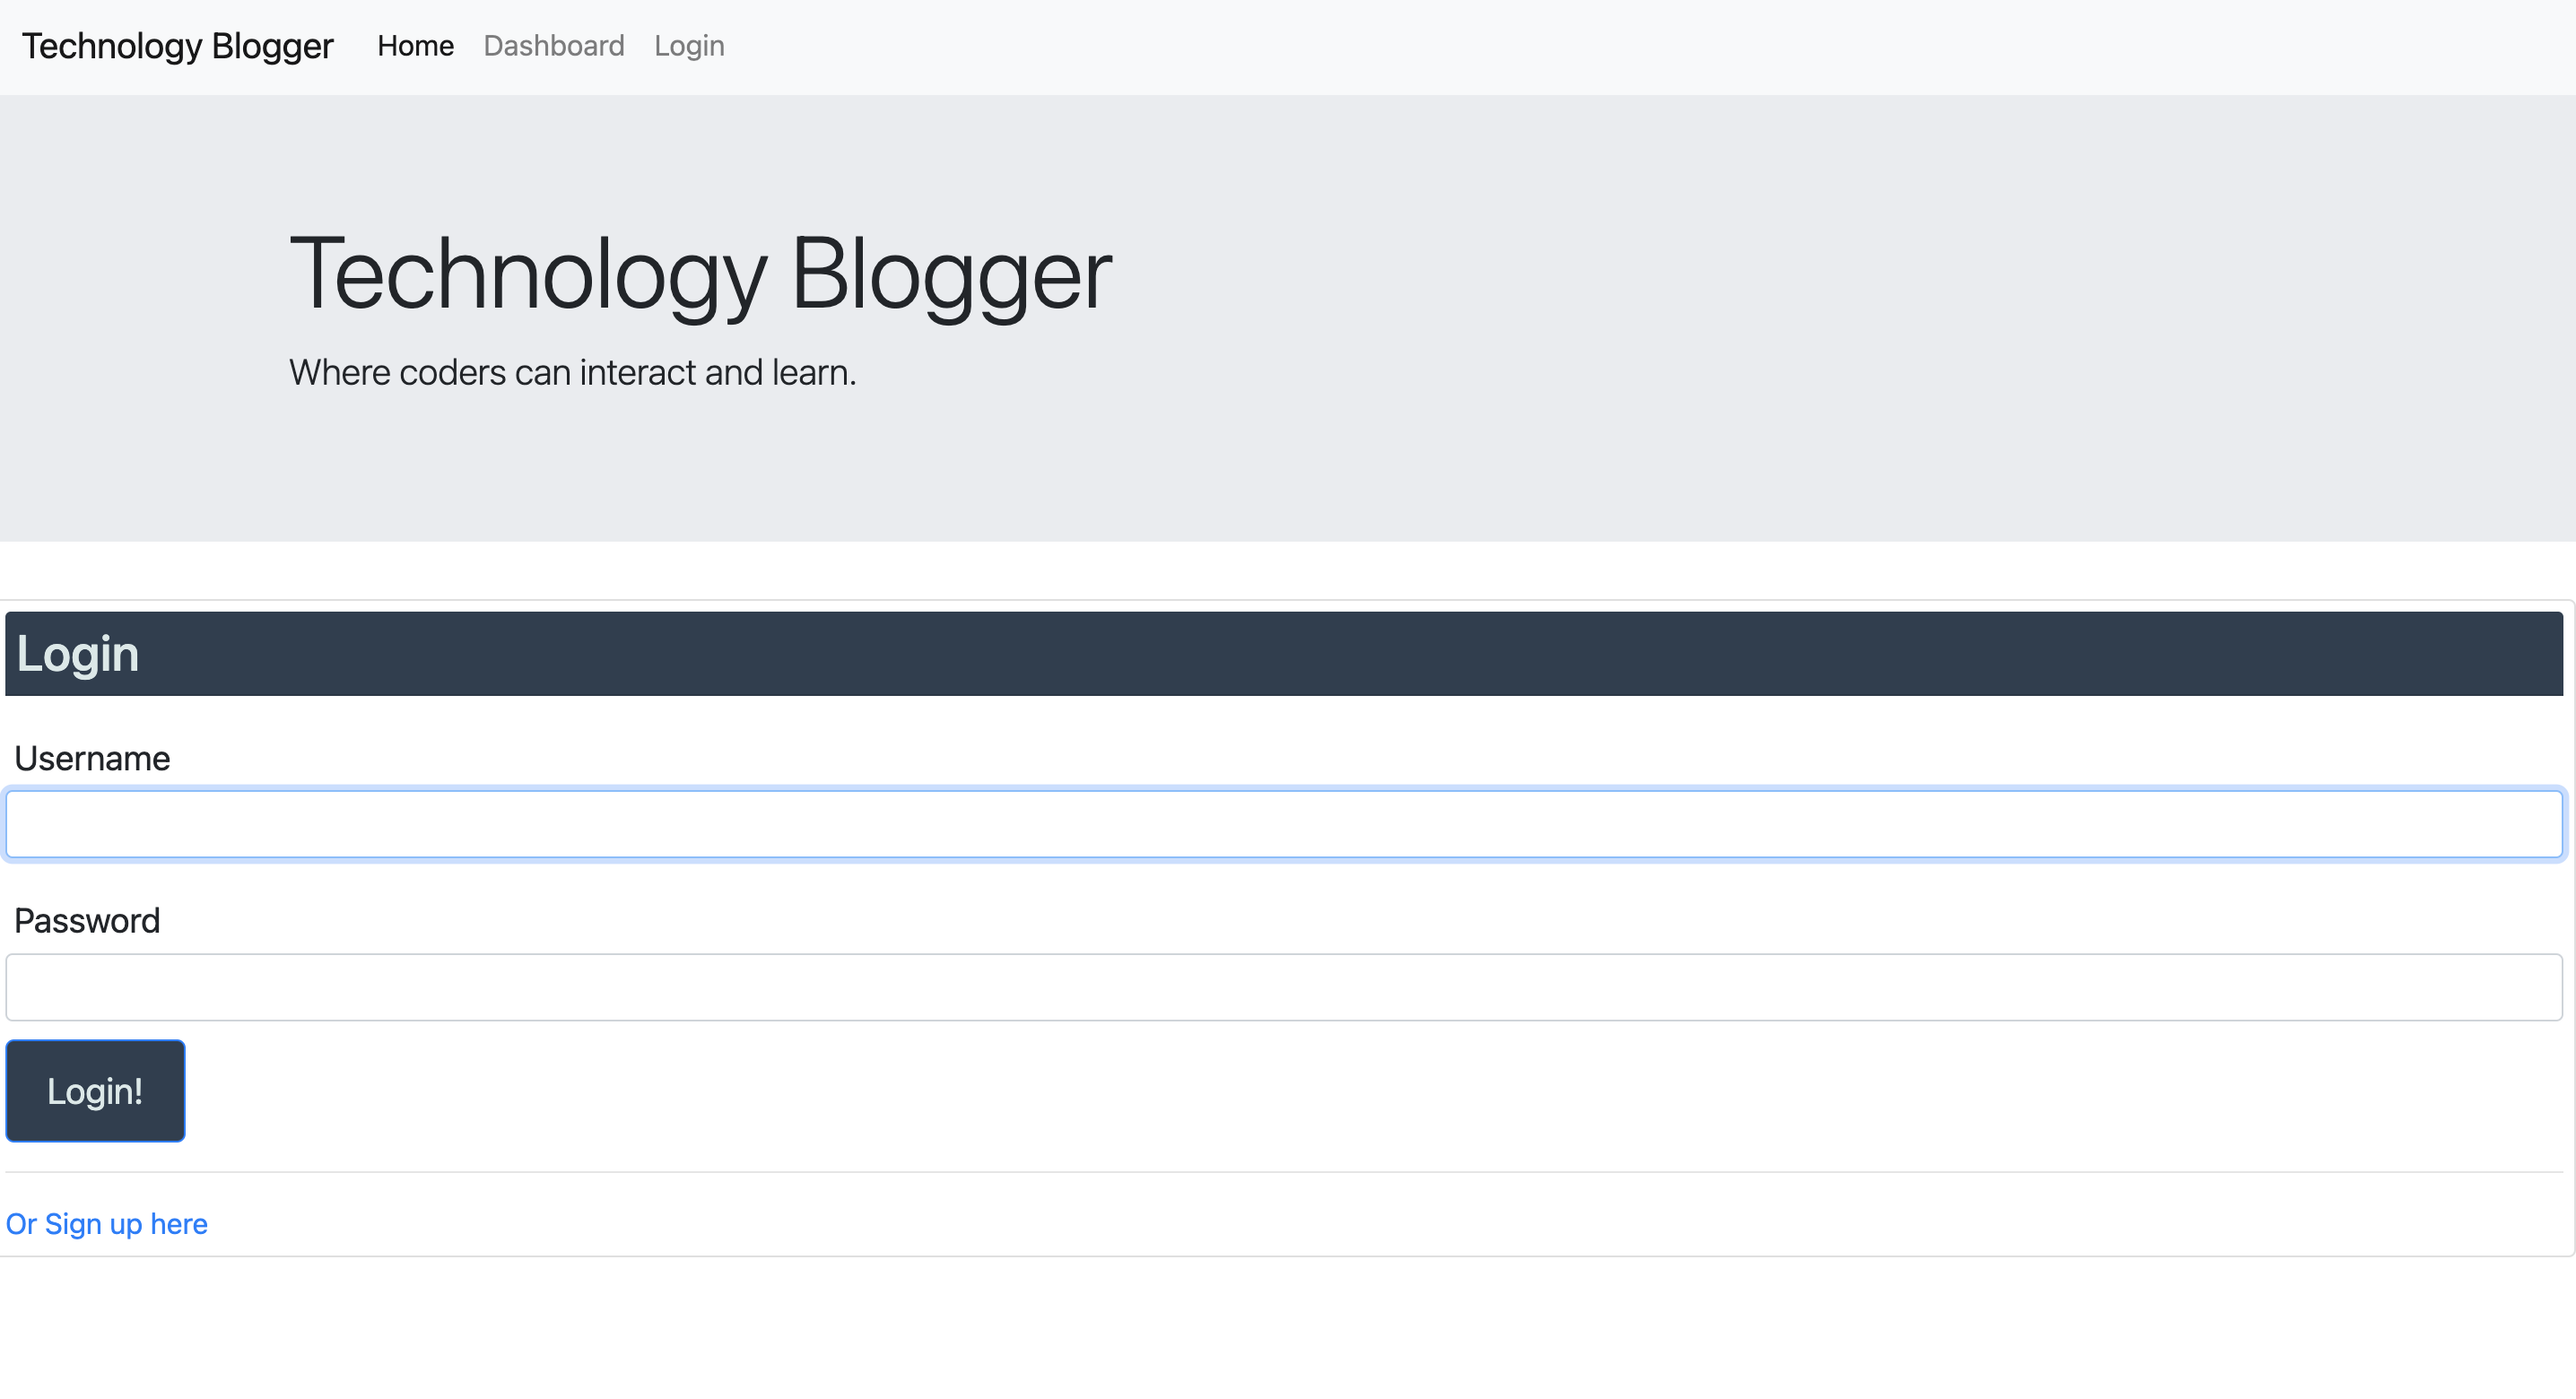 Technology Blogger Home Dashboard Login
Technology Blogger
Where coders can interact and learn.
Login
Username
Password
Login!
Or Sign up here